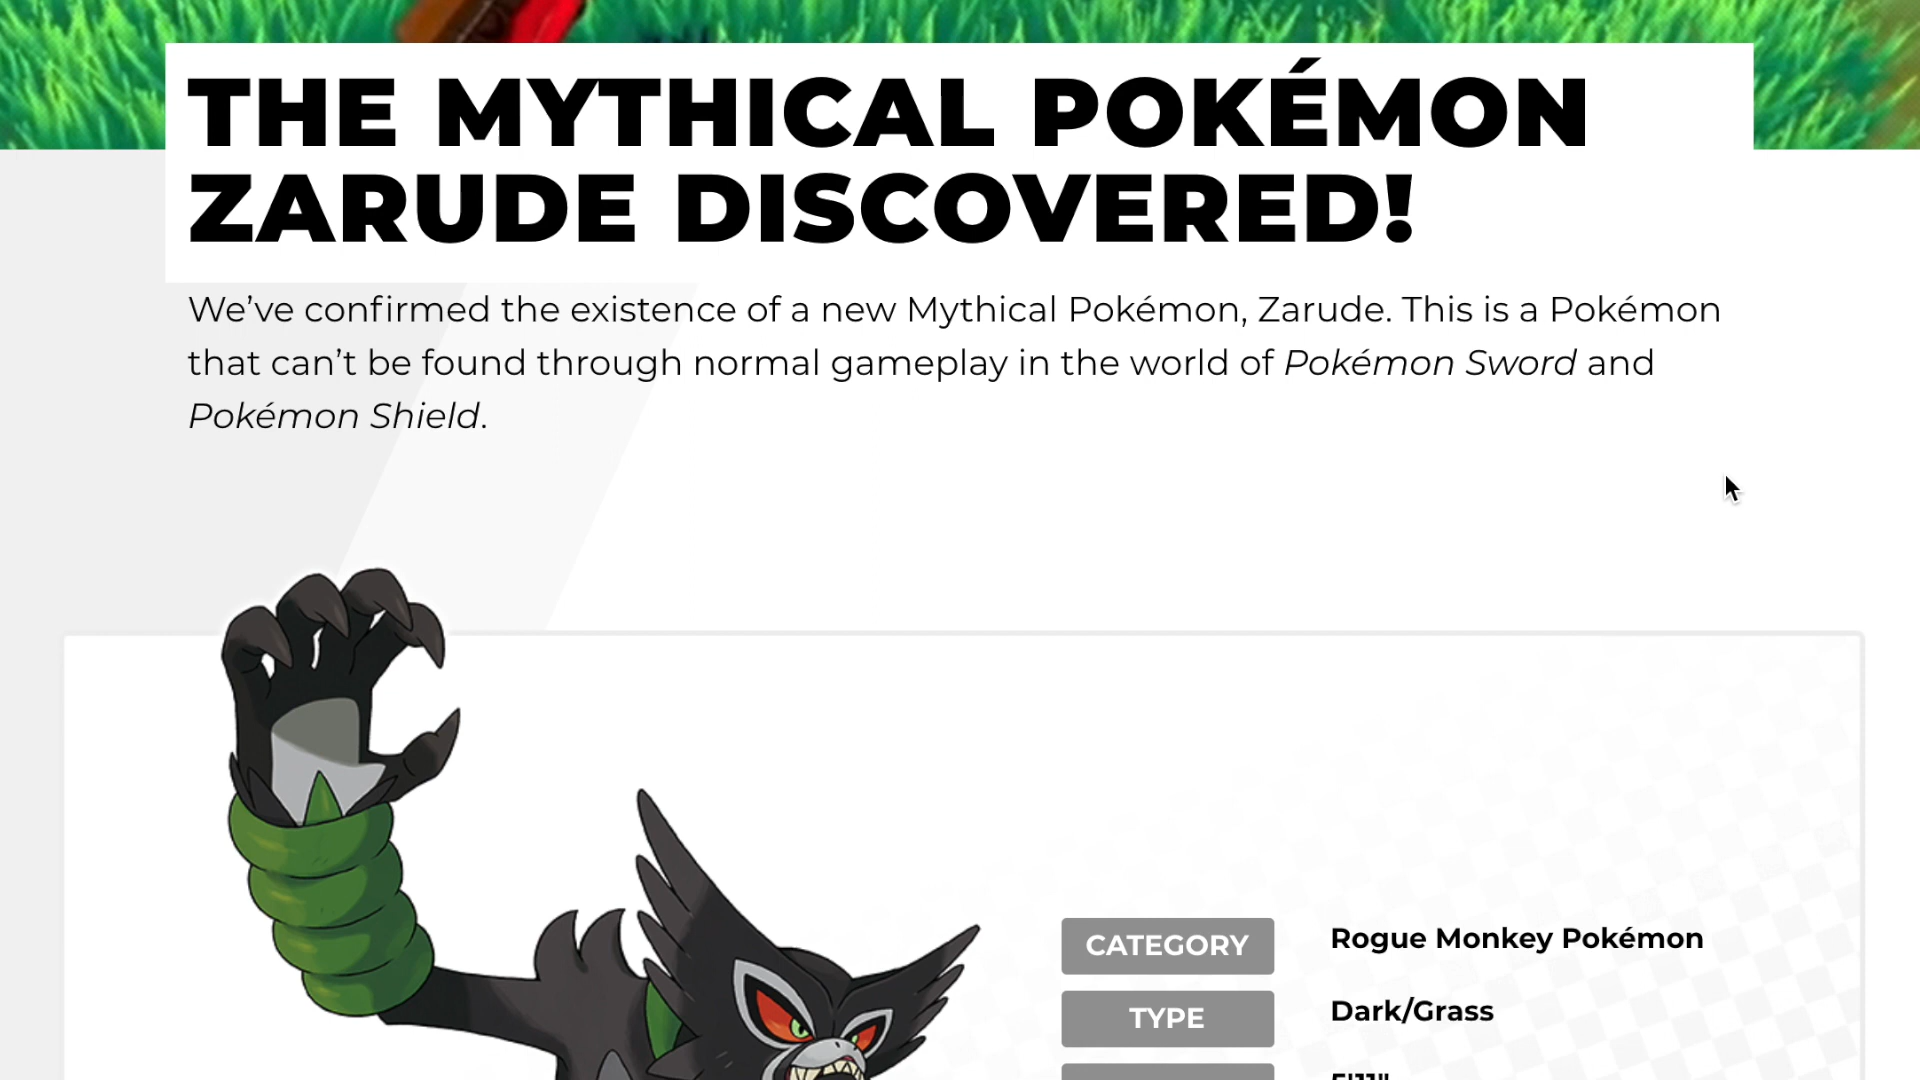 THE MYTHICAL POKÉMON
ZARUDE DISCOVERED!
We’ve confirmed the existence of a new Mythical Pokémon, Zarude. This is a Pokémon
that can’t be found through normal gameplay in the world of Pokémon Sword and
Pokémon Shield.
CATEGORY Rogue Monkey Pokémon
TYPE Dark/Grass
5'11"